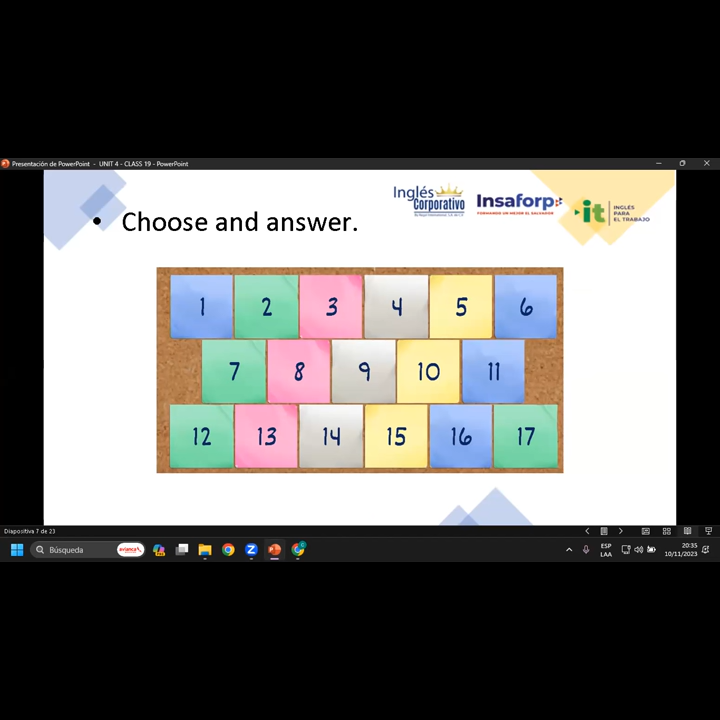 Presentación de PowerPoint - UNIT 4 - CLASS 19 - PowerPoint
Inglés
Corporativo
Insaforp
FORMANDO UN MEJOR EL SALVADOR
it
INGLÉS
PARA
EL TRABAJO
• Choose and answer.
1 2 3 4 5 6
7 8 9 10 11
12 13 14 15 16 17
Diapositiva 7 de 23
Búsqueda
avianca
ESP
LAA
20:35
10/11/2023